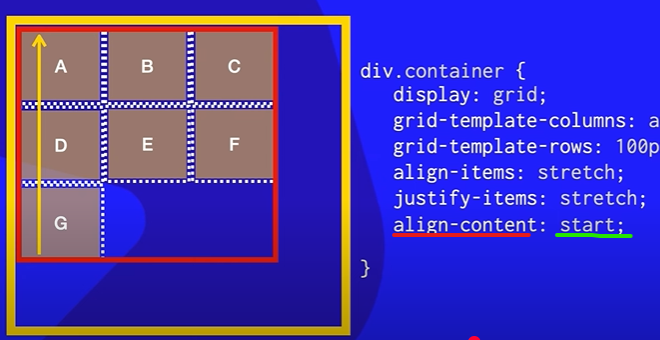 A B C
D E F
G
div.container {
display: grid;
grid-template-columns: a
grid-template-rows: 100p
align-items: stretch;
justify-items: stretch;
align-content: start;
}